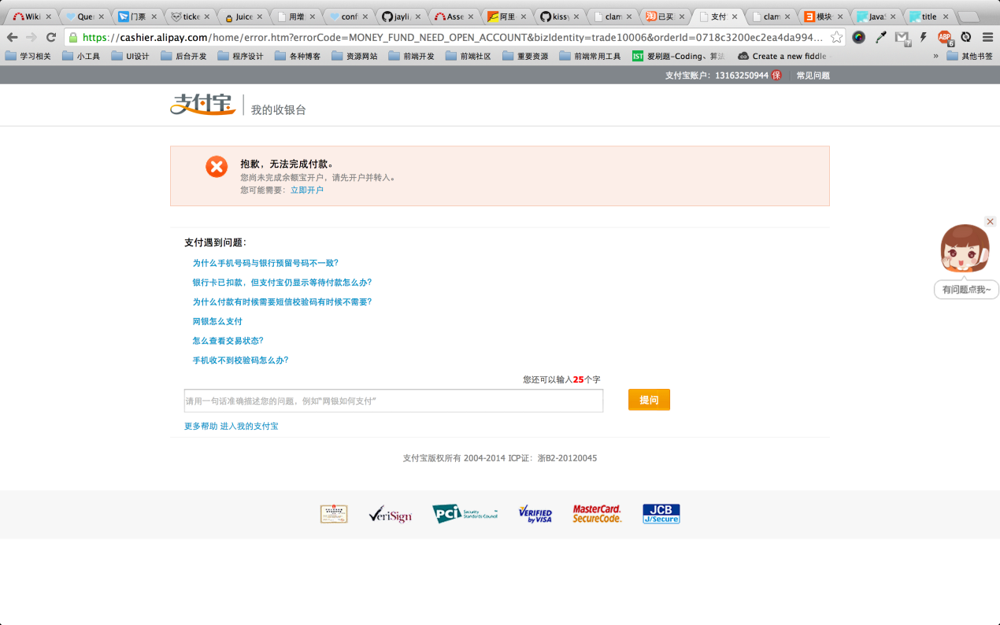 Wiki
Quer
门票
ticke
Juice
用增
conf
jayli
Asse
阿里
kissy
clam
已买
支付
clam
模块
Java
title
https://cashier.alipay.com/home/error.htm?errorCode=MONEY_FUND_NEED_OPEN_ACCOUNT&bizIdentity=trade10006&orderId=0718c3200ec2ea4da994...
学习相关
小工具
UI设计
后台开发
程序设计
各种博客
资源网站
前端开发
前端社区
重要资源
前端常用工具
IST 爱刷题-Coding、算法
Create a new fiddle
» 其他书签
支付宝账户：13163250944 保 常见问题
支付宝 我的收银台
抱歉，无法完成付款。
您尚未完成余额宝开户，请先开户并转入。
您可能需要：立即开户
支付遇到问题：
为什么手机号码与银行预留号码不一致?
银行卡已扣款，但支付宝仍显示等待付款怎么办?
为什么付款有时候需要短信校验码有时候不需要?
网银怎么支付
怎么查看交易状态?
手机收不到校验码怎么办?
有问题点我~
您还可以输入25个字
请用一句话准确描述您的问题，例如“网银如何支付”
提问
更多帮助 进入我的支付宝
支付宝版权所有 2004-2014 ICP证：浙B2-20120045
VeriSign
PCI Security Standards Council
VERIFIED by VISA
MasterCard. SecureCode.
JCB J/Secure